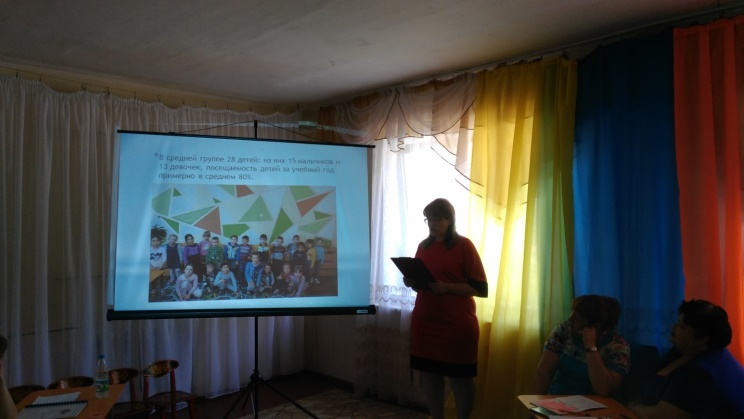 В средней группе 28 детей: из них 15 мальчиков и
13 девочек, посещаемость детей за учебный год
примерно в среднем 80%.